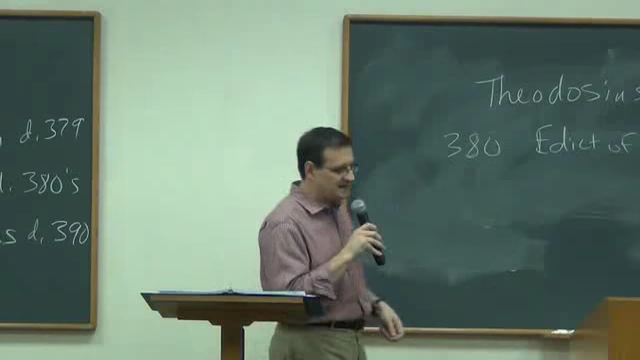 d. 379
d. 380's
s d. 390
Theodosius
380 Edict of